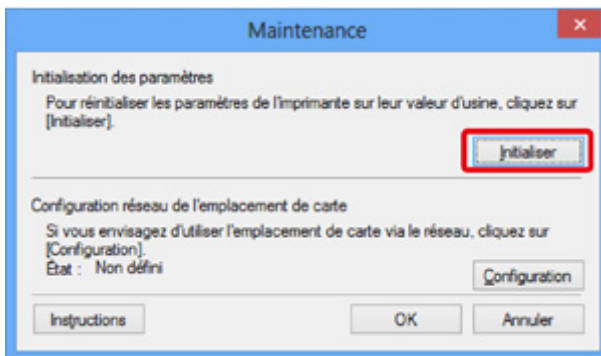 Maintenance
Initialisation des paramètres
Pour réinitialiser les paramètres de l'imprimante sur leur valeur d'usine, cliquez sur
[Initialiser].
Initialiser
Configuration réseau de l'emplacement de carte
Si vous envisagez d'utiliser l'emplacement de carte via le réseau, cliquez sur
[Configuration].
État : Non défini
Configuration
Instructions OK Annuler